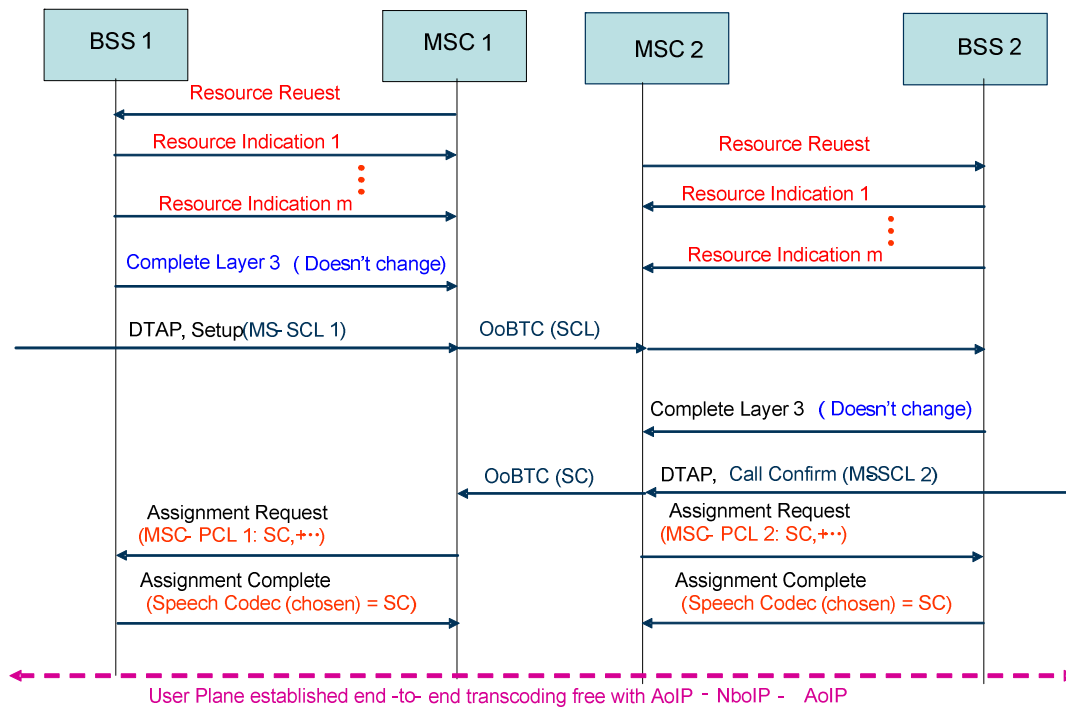 BSS 1
MSC 1
MSC 2
BSS 2
Resource Reuest
Resource Indication 1
Resource Reuest
Resource Indication m
Resource Indication 1
Resource Indication m
Complete Layer 3 ( Doesn't change)
DTAP, Setup(MS- SCL 1)
OoBTC (SCL)
Complete Layer 3 ( Doesn't change)
OoBTC (SC)
DTAP, Call Confirm (MS-SCL 2)
Assignment Request
(MSC- PCL 1: SC,+···)
Assignment Request
(MSC- PCL 2: SC,+···)
Assignment Complete
(Speech Codec (chosen) = SC)
Assignment Complete
(Speech Codec (chosen) = SC)
User Plane established end -to- end transcoding free with AoIP - NboIP - AoIP